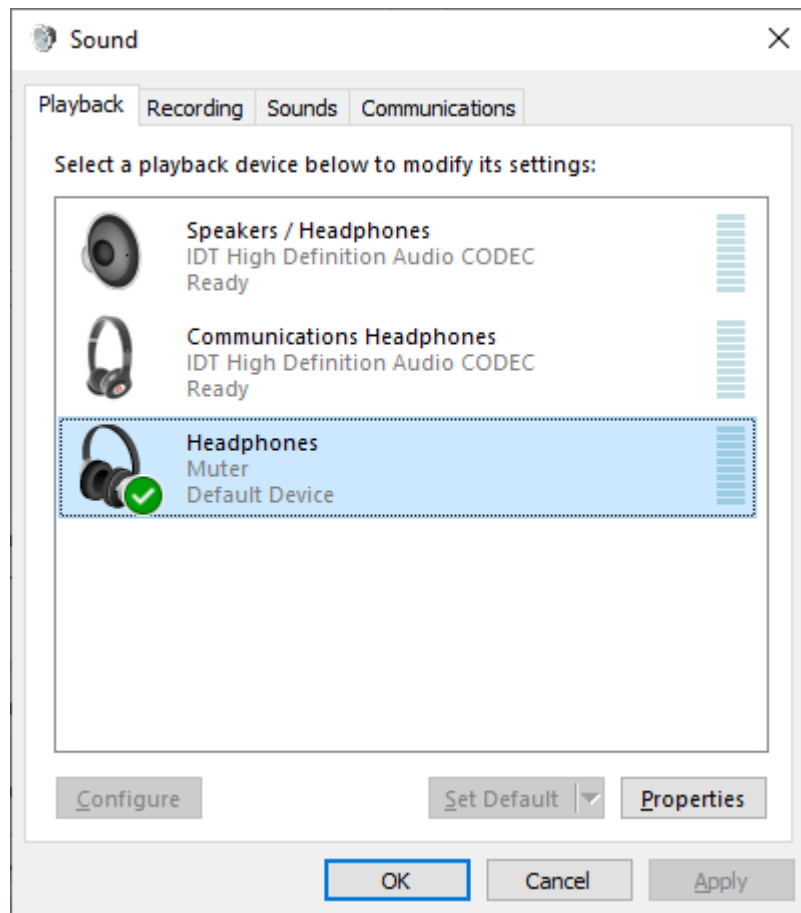 Sound
Playback Recording Sounds Communications
Select a playback device below to modify its settings:
Speakers / Headphones
IDT High Definition Audio CODEC
Ready
Communications Headphones
IDT High Definition Audio CODEC
Ready
Headphones
Muter
Default Device
Configure Set Default Properties
OK Cancel Apply